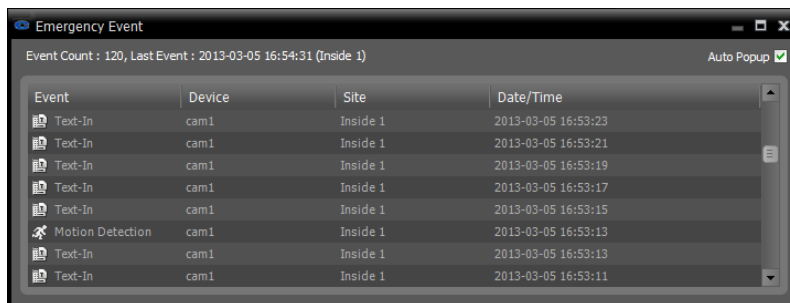 Emergency Event
Event Count : 120, Last Event : 2013-03-05 16:54:31 (Inside 1) Auto Popup
Event Device Site Date/Time
Text-In cam1 Inside 1 2013-03-05 16:53:23
Text-In cam1 Inside 1 2013-03-05 16:53:21
Text-In cam1 Inside 1 2013-03-05 16:53:19
Text-In cam1 Inside 1 2013-03-05 16:53:17
Text-In cam1 Inside 1 2013-03-05 16:53:15
Motion Detection cam1 Inside 1 2013-03-05 16:53:13
Text-In cam1 Inside 1 2013-03-05 16:53:13
Text-In cam1 Inside 1 2013-03-05 16:53:11